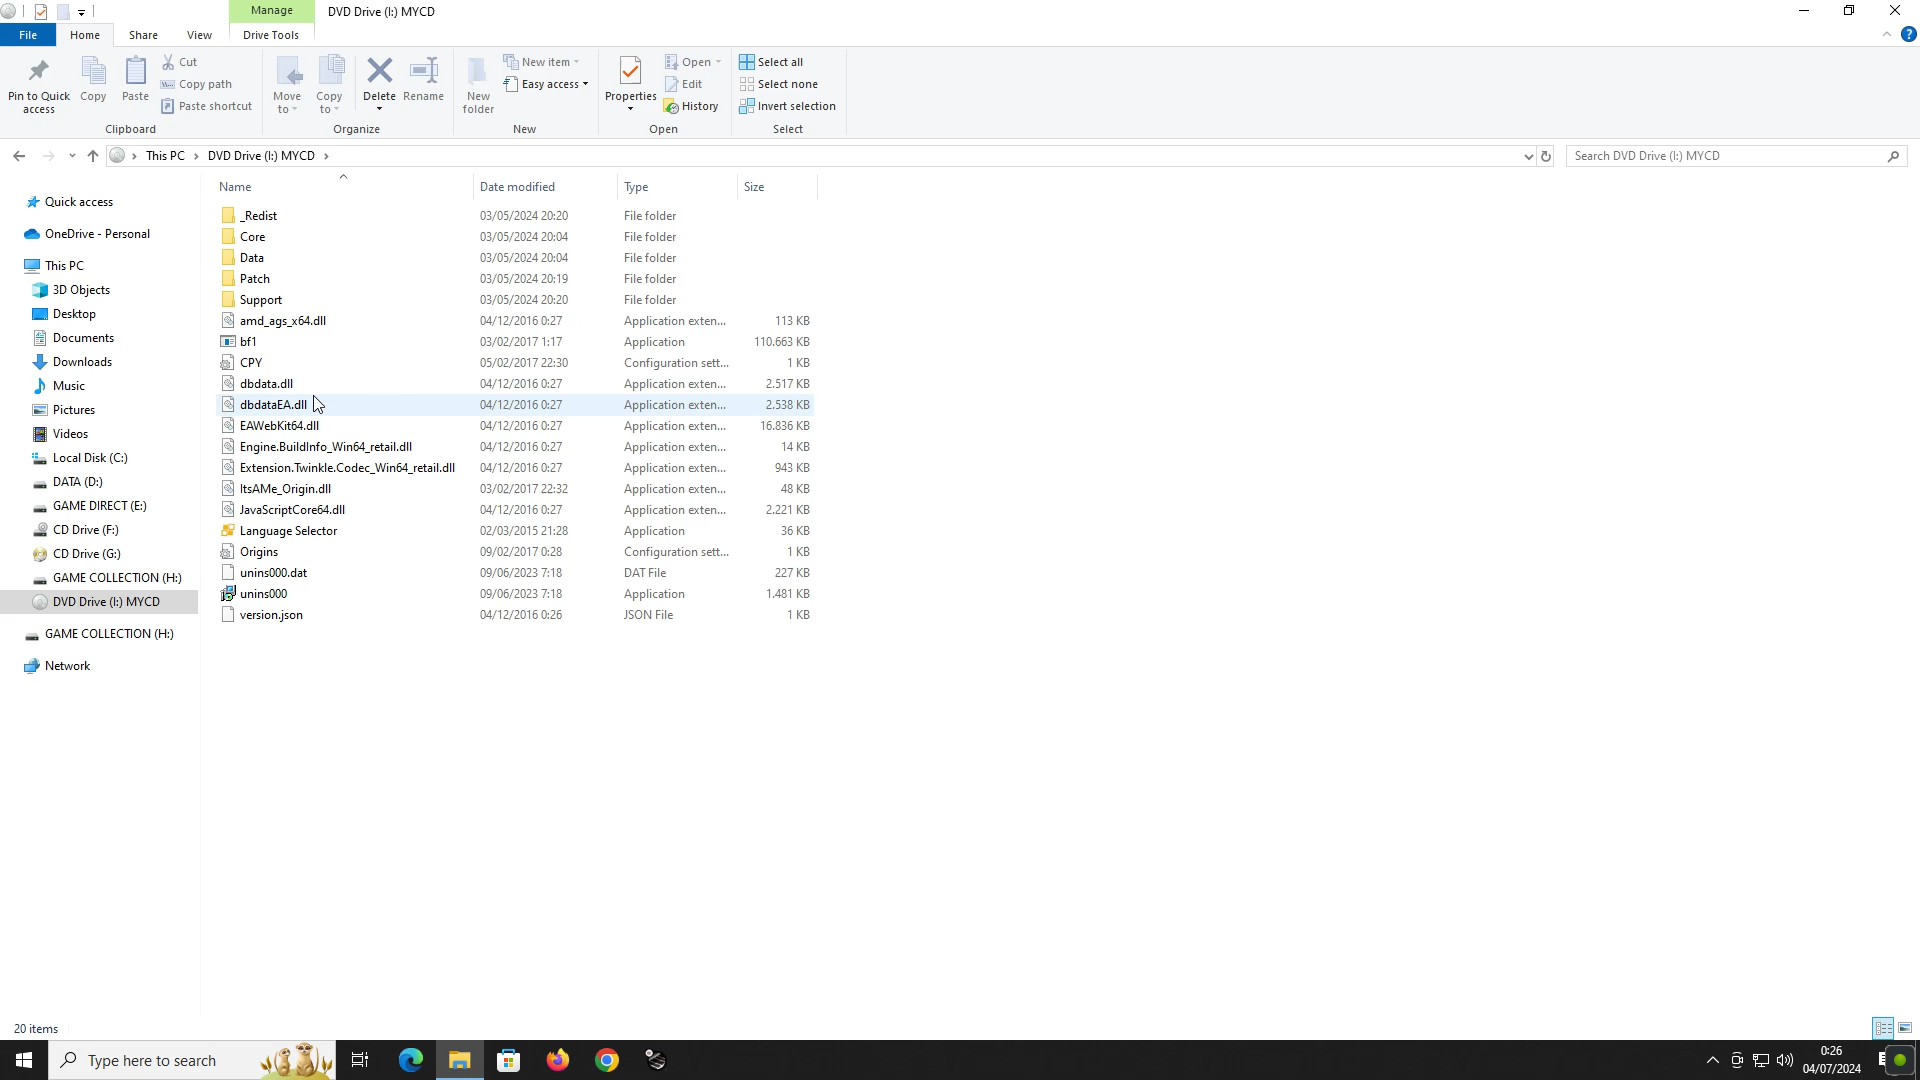 Manage
DVD Drive (I:) MYCD
File
Home
Share
View
Drive Tools
Pin to Quick access
Copy
Paste
Cut
Copy path
Paste shortcut
Clipboard
Move to
Copy to
Delete
Rename
Organize
New folder
New item
Easy access
New
Properties
Open
Edit
History
Open
Select all
Select none
Invert selection
Select
This PC
DVD Drive (I:) MYCD
Search DVD Drive (I:) MYCD
Quick access
OneDrive - Personal
This PC
3D Objects
Desktop
Documents
Downloads
Music
Pictures
Videos
Local Disk (C:)
DATA (D:)
GAME DIRECT (E:)
CD Drive (F:)
CD Drive (G:)
GAME COLLECTION (H:)
DVD Drive (I:) MYCD
GAME COLLECTION (H:)
Network
Name Date modified Type Size
_Redist 03/05/2024 20:20 File folder
Core 03/05/2024 20:04 File folder
Data 03/05/2024 20:04 File folder
Patch 03/05/2024 20:19 File folder
Support 03/05/2024 20:20 File folder
amd_ags_x64.dll 04/12/2016 0:27 Application exten... 113 KB
bf1 03/02/2017 1:17 Application 110.663 KB
CPY 05/02/2017 22:30 Configuration sett... 1 KB
dbdata.dll 04/12/2016 0:27 Application exten... 2.517 KB
dbdataEA.dll 04/12/2016 0:27 Application exten... 2.538 KB
EAWebKit64.dll 04/12/2016 0:27 Application exten... 16.836 KB
Engine.BuildInfo_Win64_retail.dll 04/12/2016 0:27 Application exten... 14 KB
Extension.Twinkle.Codec_Win64_retail.dll 04/12/2016 0:27 Application exten... 943 KB
ItsAMe_Origin.dll 03/02/2017 22:32 Application exten... 48 KB
JavaScriptCore64.dll 04/12/2016 0:27 Application exten... 2.221 KB
Language Selector 02/03/2015 21:28 Application 36 KB
Origins 09/02/2017 0:28 Configuration sett... 1 KB
unins000.dat 09/06/2023 7:18 DAT File 227 KB
unins000 09/06/2023 7:18 Application 1.481 KB
version.json 04/12/2016 0:26 JSON File 1 KB
20 items
Type here to search
0:26
04/07/2024